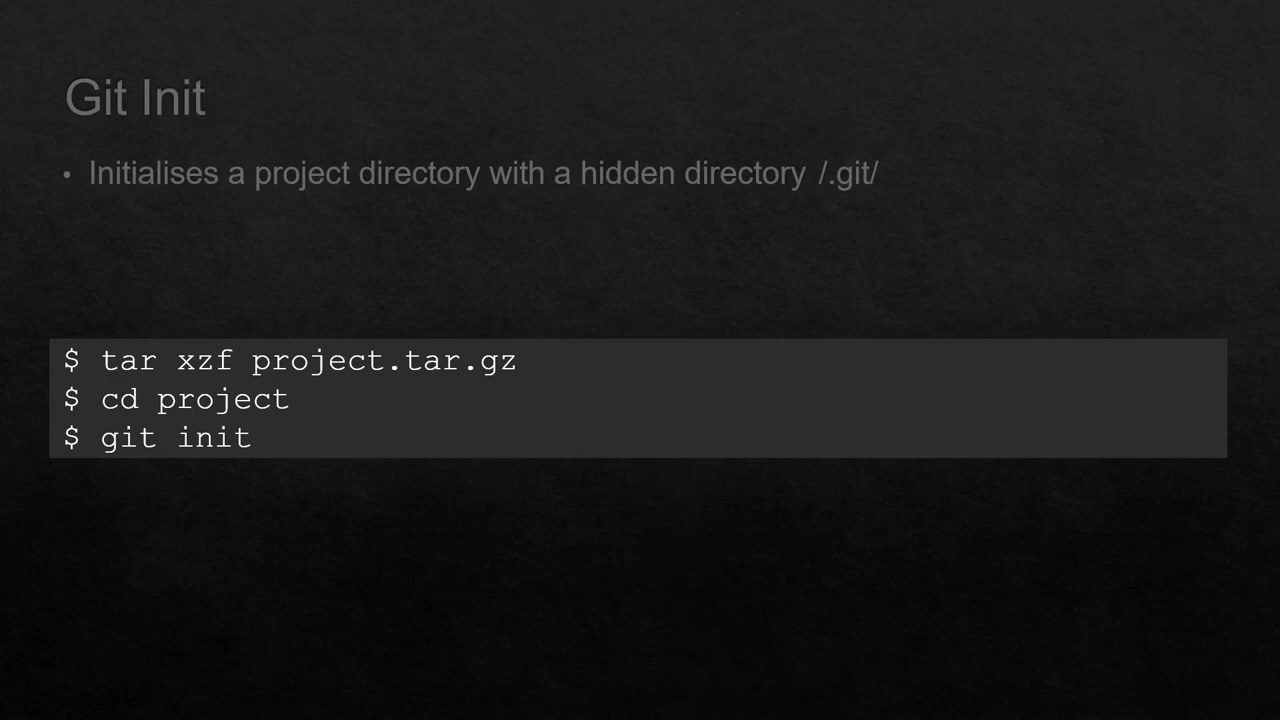 Git Init
• Initialises a project directory with a hidden directory /.git/
$ tar xzf project.tar.gz
$ cd project
$ git init